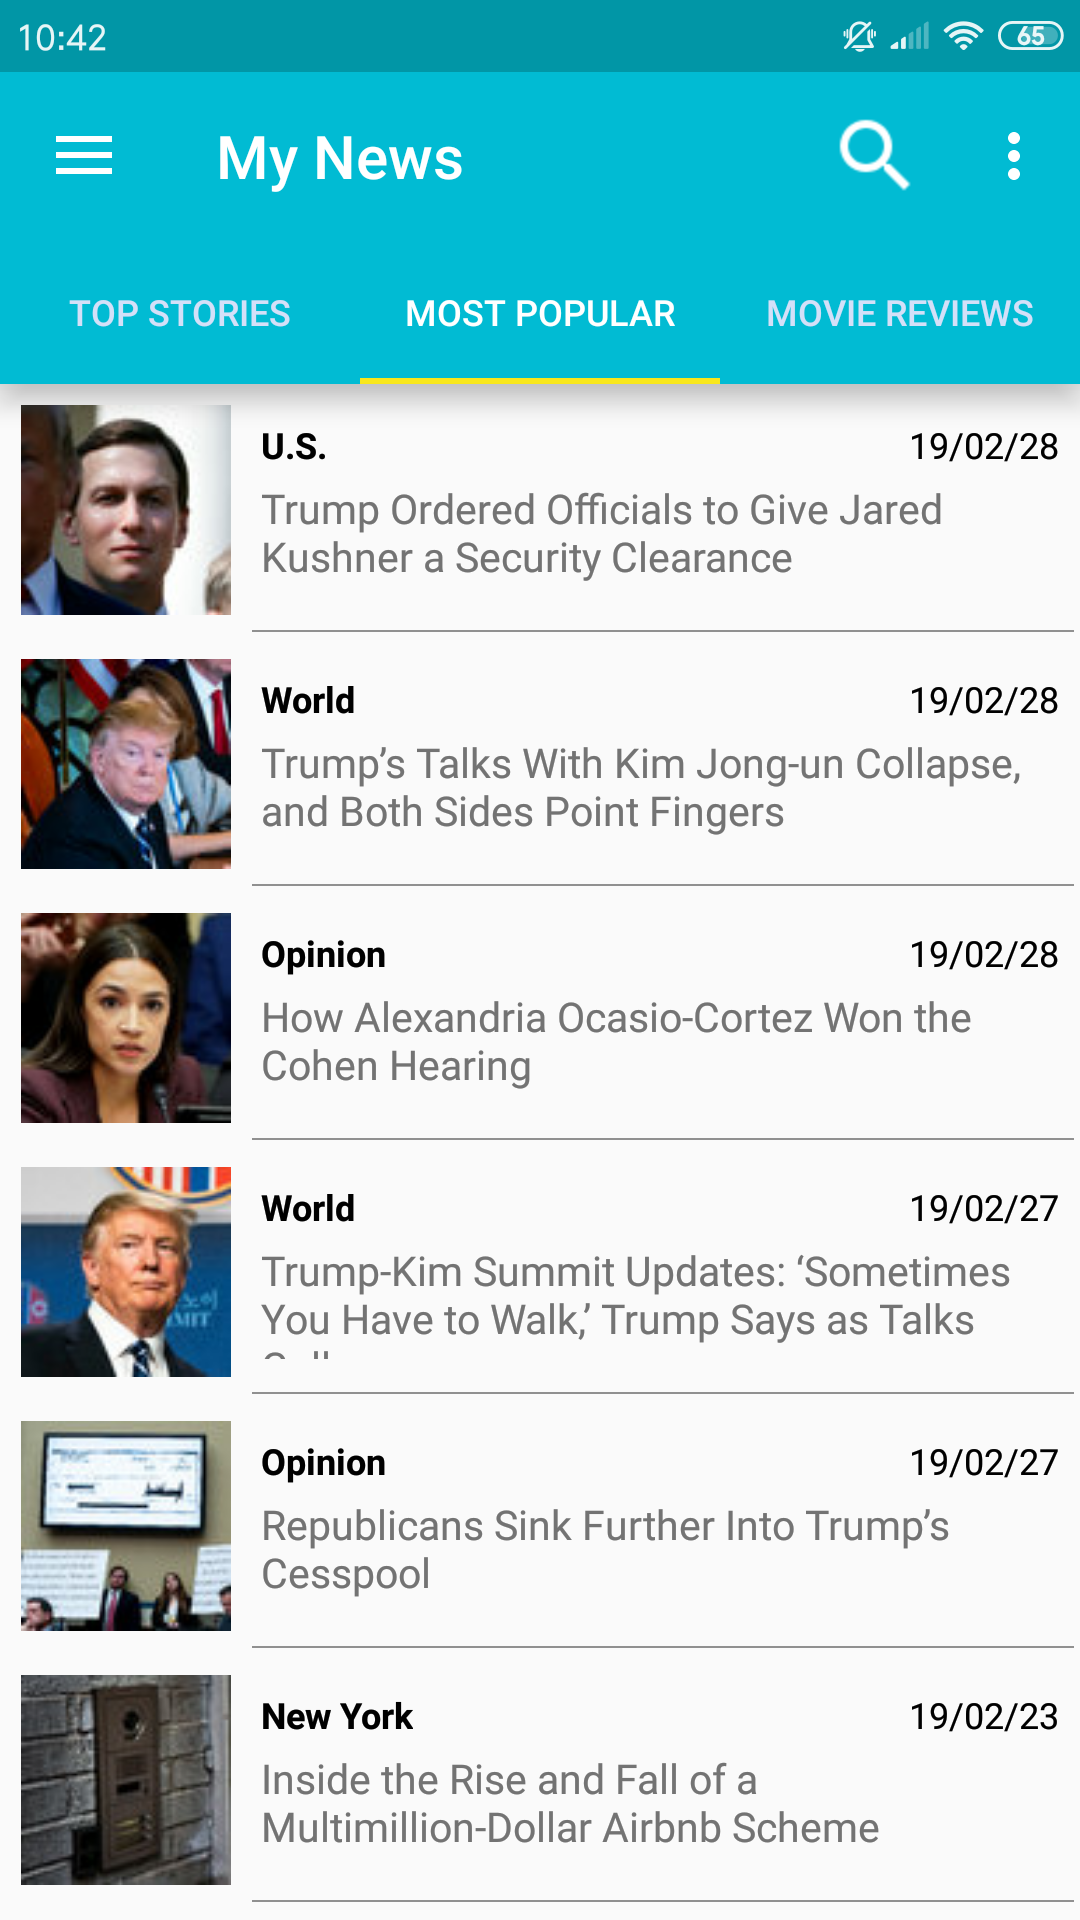 10:42
65
My News
TOP STORIES
MOST POPULAR
MOVIE REVIEWS
U.S.
19/02/28
Trump Ordered Officials to Give Jared
Kushner a Security Clearance
World
19/02/28
Trump’s Talks With Kim Jong-un Collapse,
and Both Sides Point Fingers
Opinion
19/02/28
How Alexandria Ocasio-Cortez Won the
Cohen Hearing
World
19/02/27
Trump-Kim Summit Updates: ‘Sometimes
You Have to Walk,’ Trump Says as Talks
Opinion
19/02/27
Republicans Sink Further Into Trump’s
Cesspool
New York
19/02/23
Inside the Rise and Fall of a
Multimillion-Dollar Airbnb Scheme